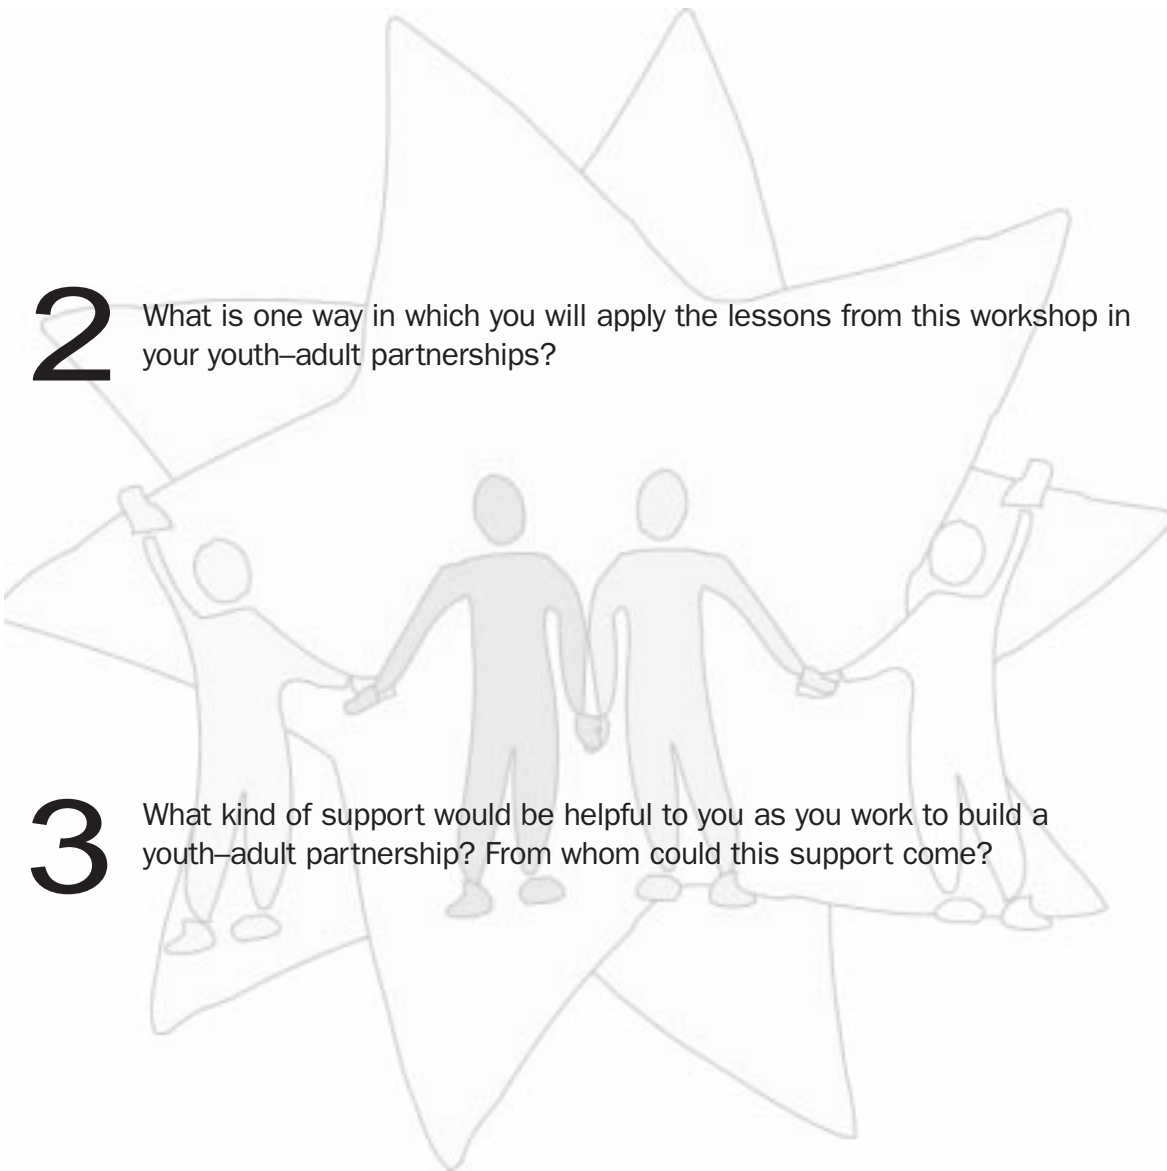 2 What is one way in which you will apply the lessons from this workshop in
your youth–adult partnerships?
3 What kind of support would be helpful to you as you work to build a
youth–adult partnership? From whom could this support come?